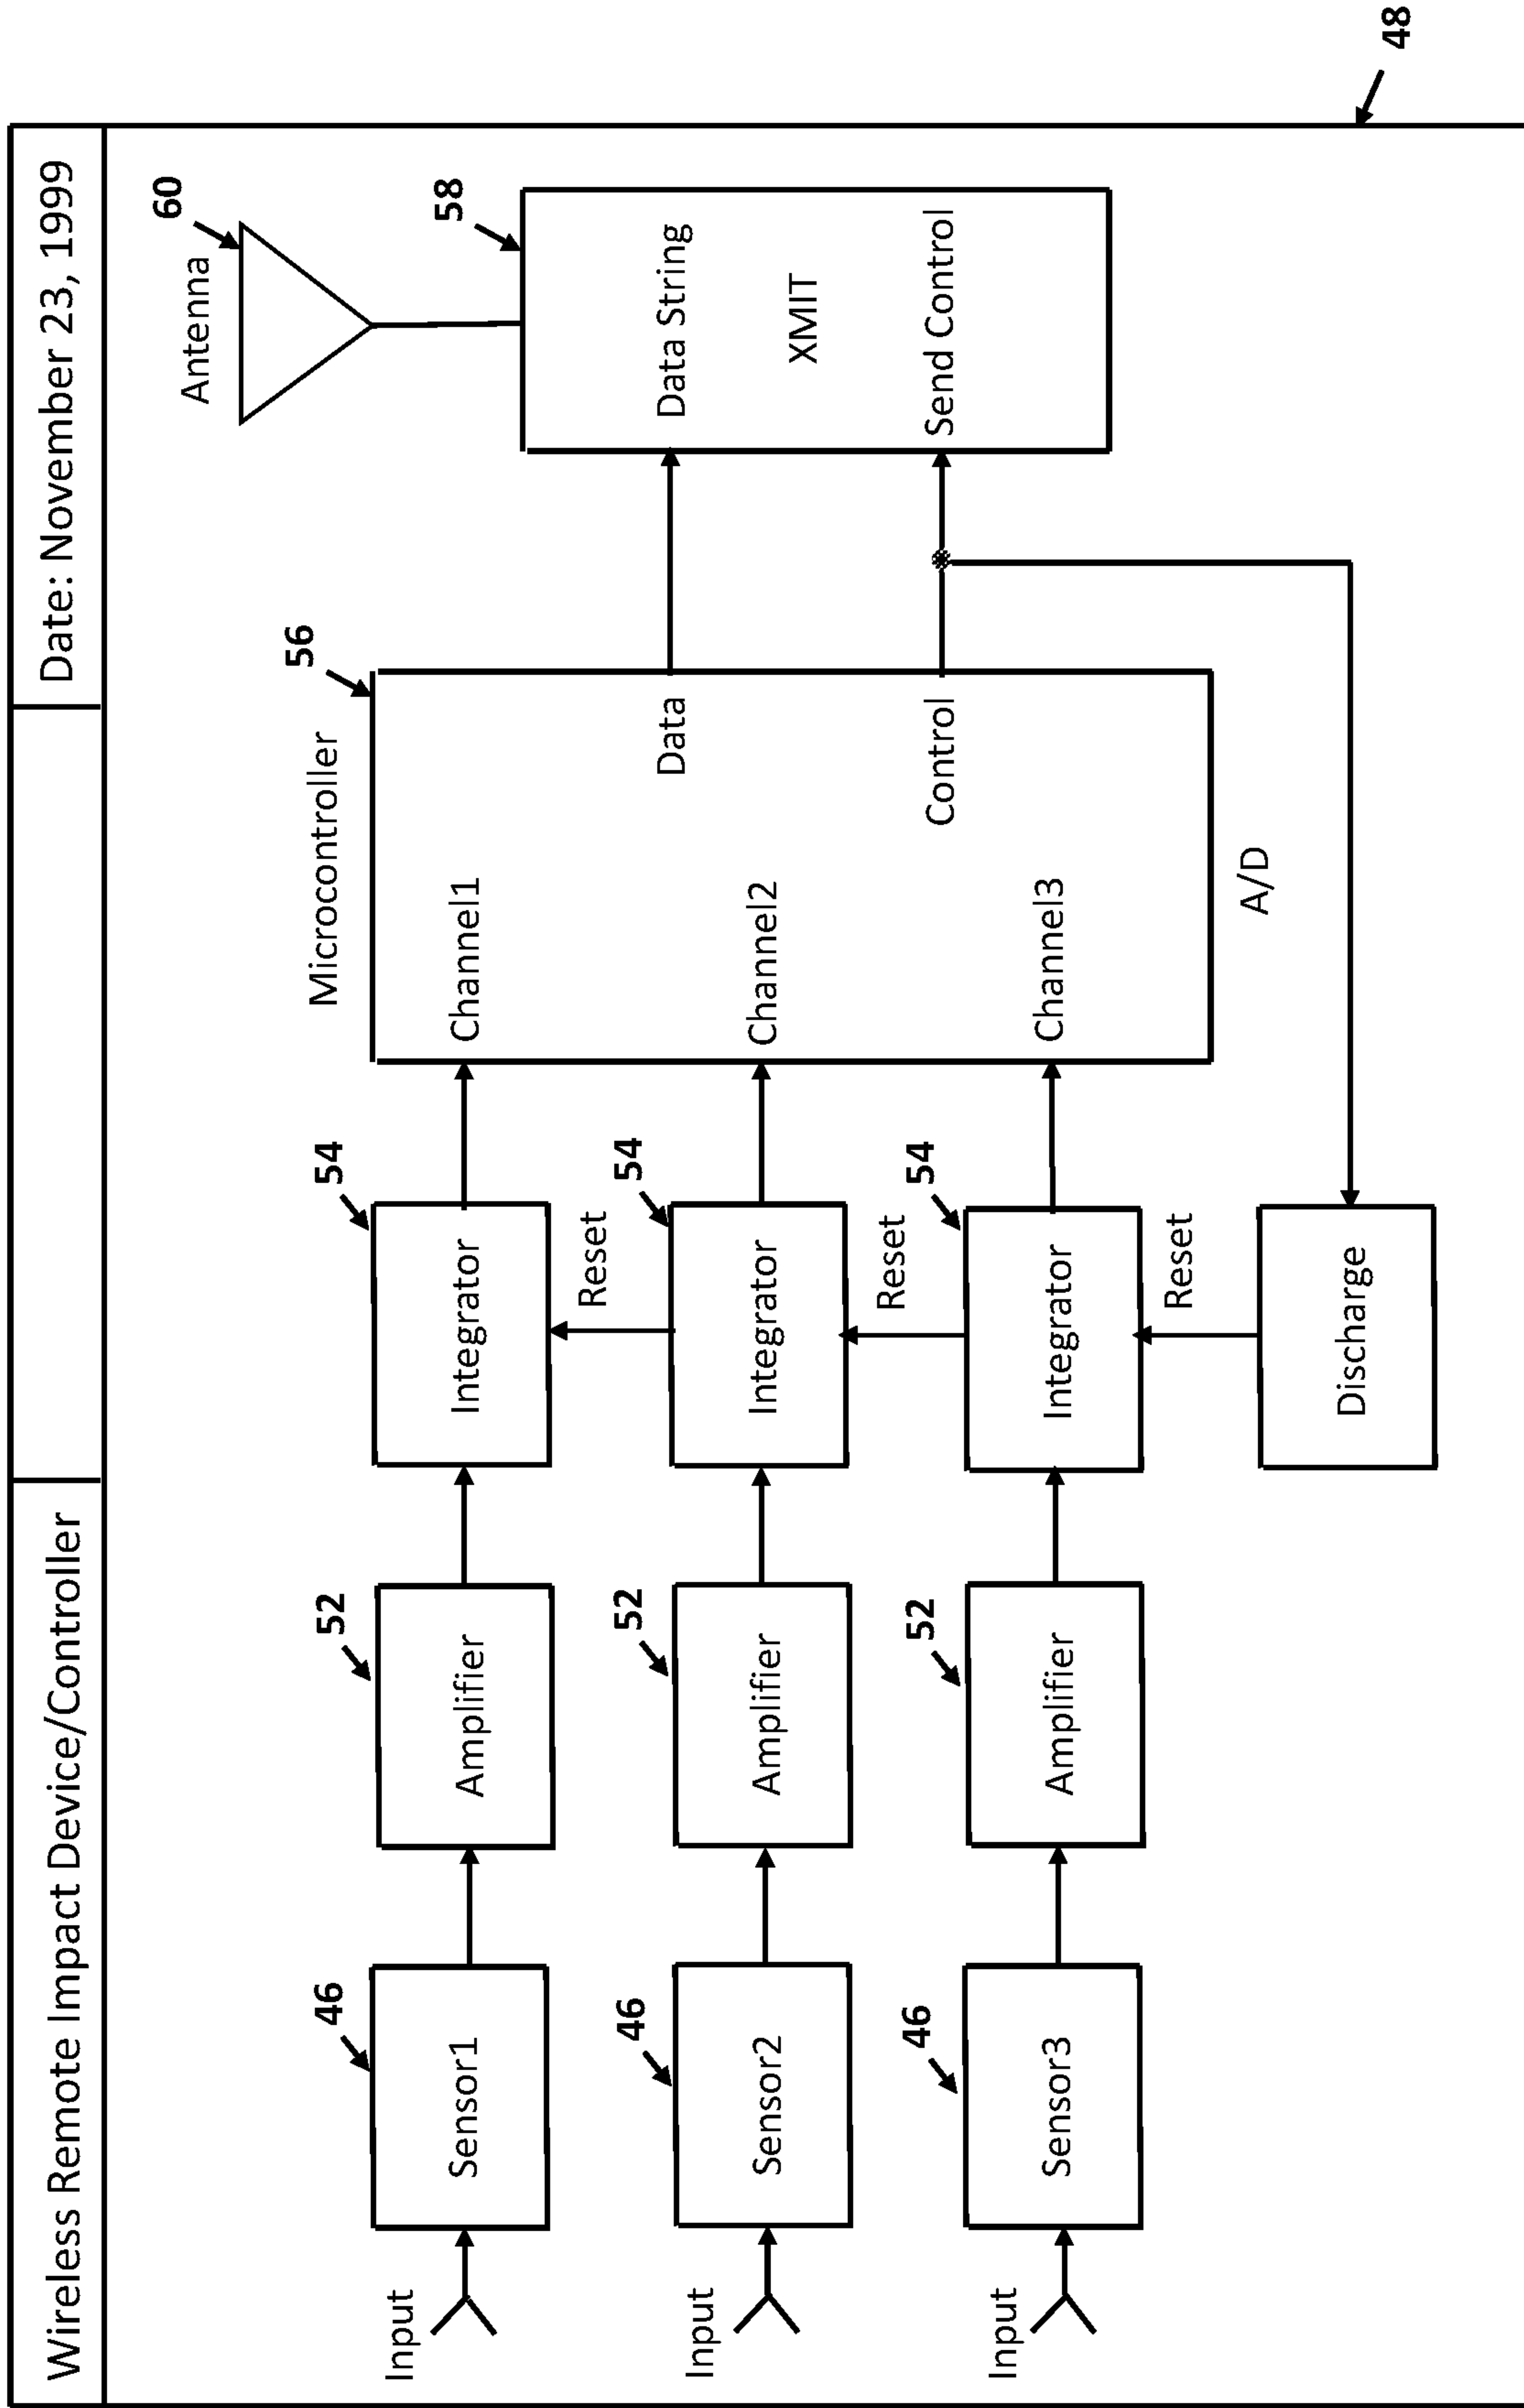 Wireless Remote Impact Device/Controller
Date: November 23, 1999
48
Antenna
60
Microcontroller
56
58
Input
46
Sensor1
52
Amplifier
54
Integrator
Channel1
Reset
Data
Data String
Input
46
Sensor2
52
Amplifier
54
Integrator
Channel2
XMIT
Reset
Control
Send Control
Input
46
Sensor3
52
Amplifier
54
Integrator
Channel3
Reset
A/D
Discharge